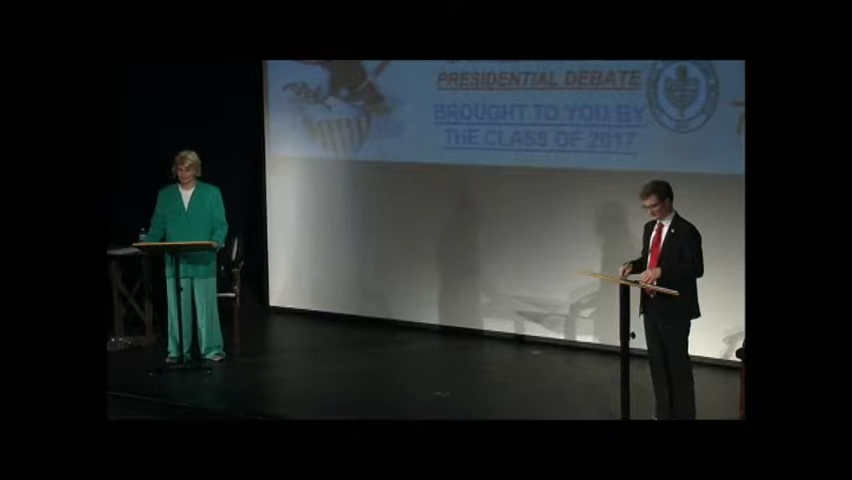 PRESIDENTIAL DEBATE
BROUGHT TO YOU BY
THE CLASS OF 2017